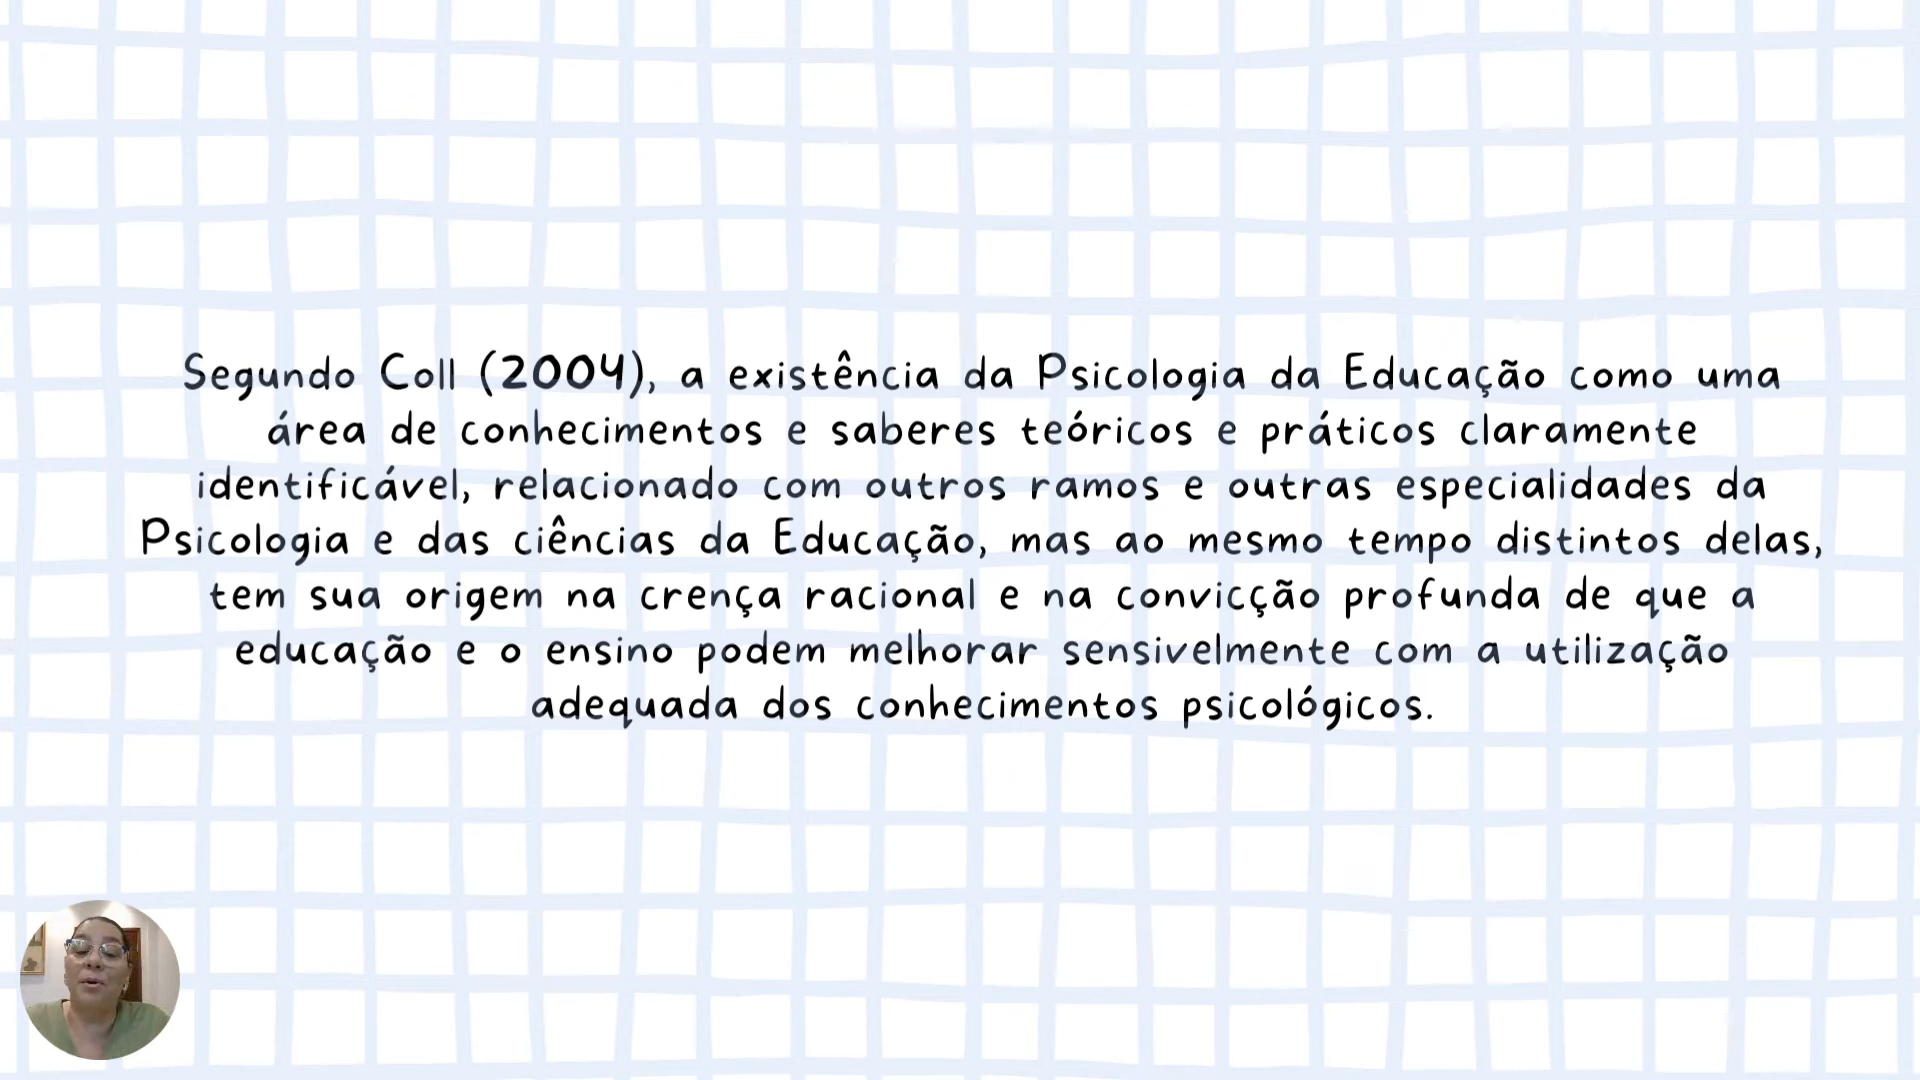 Segundo Coll (2004), a existência da Psicologia da Educação como uma
área de conhecimentos e saberes teóricos e práticos claramente
identificável, relacionado com outros ramos e outras especialidades da
Psicologia e das ciências da Educação, mas ao mesmo tempo distintos delas,
tem sua origem na crença racional e na convicção profunda de que a
educação e o ensino podem melhorar sensivelmente com a utilização
adequada dos conhecimentos psicológicos.